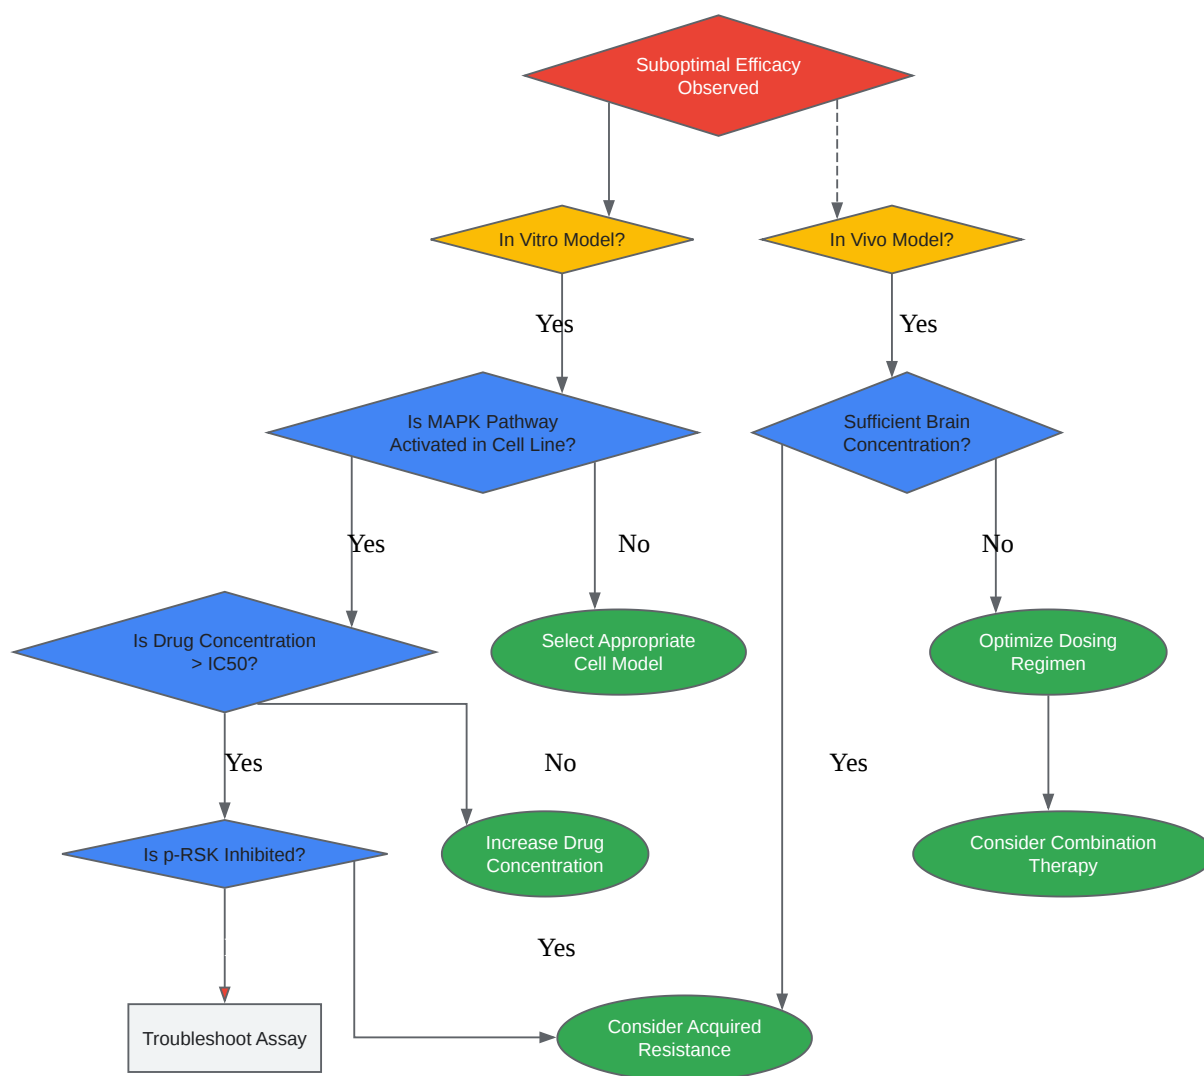 Suboptimal Efficacy
Observed
In Vitro Model?
In Vivo Model?
Yes
Yes
Is MAPK Pathway
Activated in Cell Line?
Sufficient Brain
Concentration?
Yes
No
No
Is Drug Concentration
> IC50?
Select Appropriate
Cell Model
Optimize Dosing
Regimen
Yes
No
Yes
Is p-RSK Inhibited?
Increase Drug
Concentration
Consider Combination
Therapy
Yes
Troubleshoot Assay
Consider Acquired
Resistance